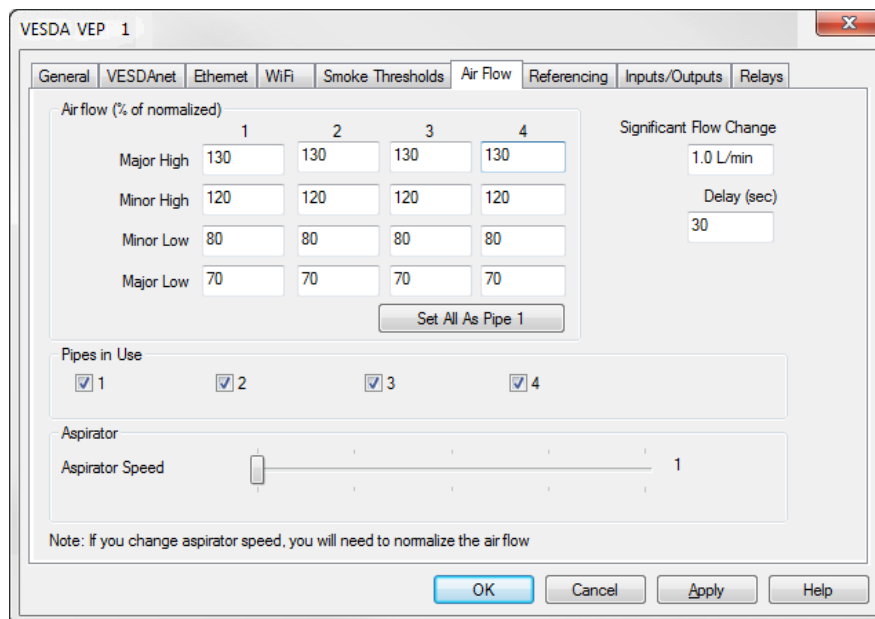 VESDA VEP 1
General VESDAnet Ethernet WiFi Smoke Thresholds Air Flow Referencing Inputs/Outputs Relays
Air flow (% of normalized)
1 2 3 4
Major High 130 130 130 130
Minor High 120 120 120 120
Minor Low 80 80 80 80
Major Low 70 70 70 70
Set All As Pipe 1
Significant Flow Change
1.0 L/min
Delay (sec)
30
Pipes in Use
1 2 3 4
Aspirator
Aspirator Speed 1
Note: If you change aspirator speed, you will need to normalize the air flow
OK Cancel Apply Help